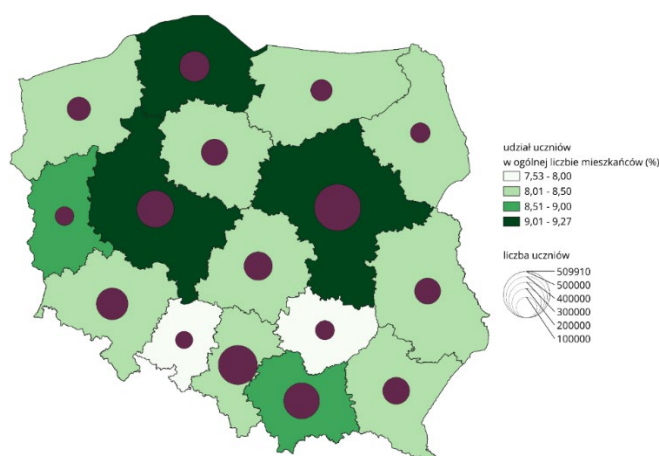 udział uczniów
w ogólnej liczbie mieszkańców (%)
7,53 - 8,00
8,01 - 8,50
8,51 - 9,00
9,01 - 9,27
liczba uczniów
509910
500000
400000
300000
200000
100000